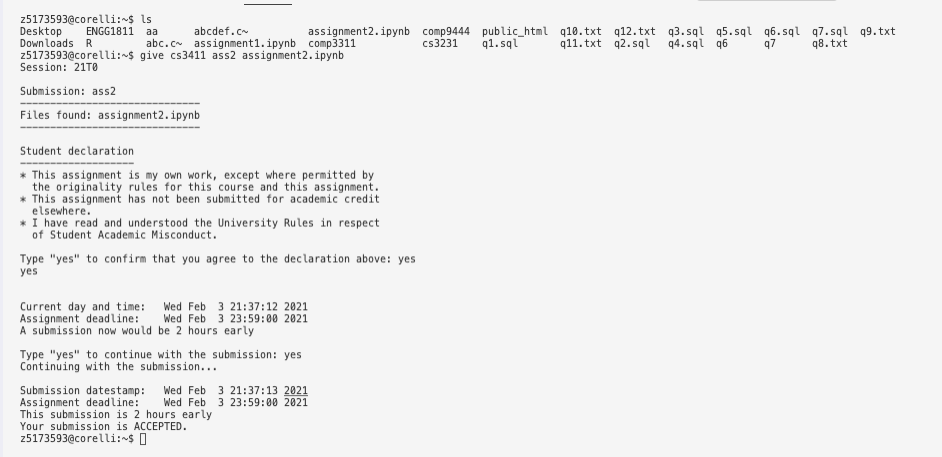 z5173593@corelli:~$ ls
Desktop    ENGG1811  aa      abcdef.c~          assignment2.ipynb  comp9444  public_html  q10.txt  q12.txt  q3.sql  q5.sql  q6.sql  q7.sql  q9.txt
Downloads  R         abc.c~  assignment1.ipynb  comp3311           cs3231    q1.sql       q11.txt  q2.sql   q4.sql  q6      q7      q8.txt
z5173593@corelli:~$ give cs3411 ass2 assignment2.ipynb
Session: 21T0
Submission: ass2
------------------------------
Files found: assignment2.ipynb
------------------------------
Student declaration
-------------------
* This assignment is my own work, except where permitted by
the originality rules for this course and this assignment.
* This assignment has not been submitted for academic credit
elsewhere.
* I have read and understood the University Rules in respect
of Student Academic Misconduct.
Type "yes" to confirm that you agree to the declaration above: yes
yes
Current day and time:   Wed Feb  3 21:37:12 2021
Assignment deadline:   Wed Feb  3 23:59:00 2021
A submission now would be 2 hours early
Type "yes" to continue with the submission: yes
Continuing with the submission...
Submission datestamp:   Wed Feb  3 21:37:13 2021
Assignment deadline:   Wed Feb  3 23:59:00 2021
This submission is 2 hours early
Your submission is ACCEPTED.
z5173593@corelli:~$